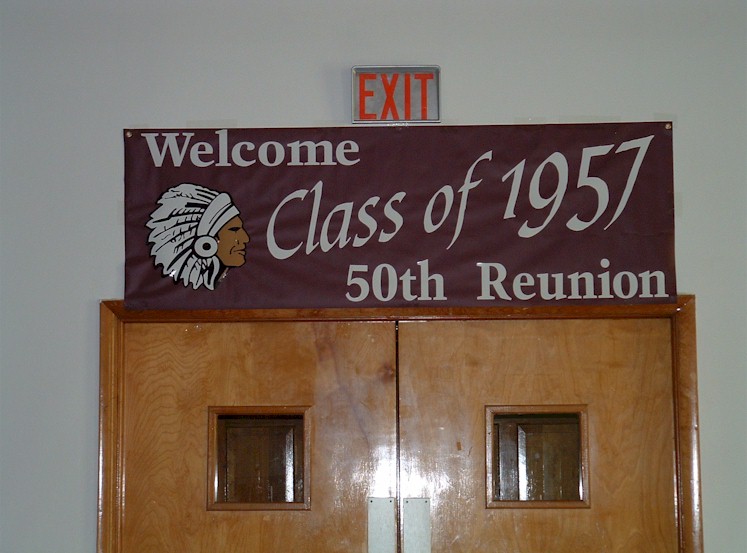 EXIT
Welcome
Class of 1957
50th Reunion